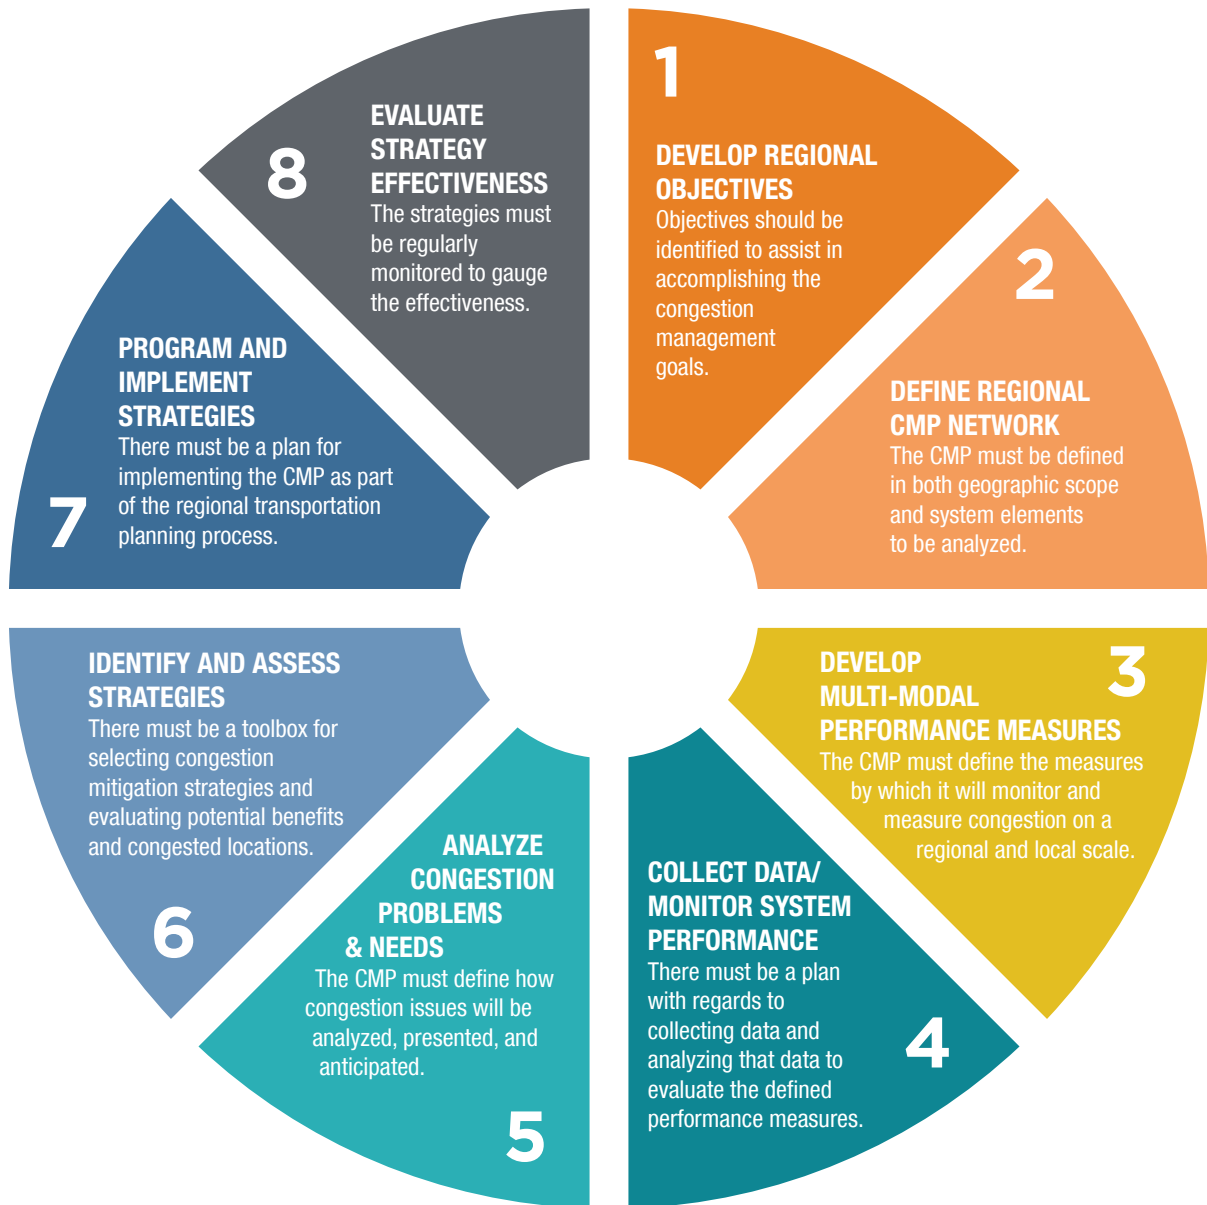 1
DEVELOP REGIONAL
OBJECTIVES
Objectives should be
identified to assist in
accomplishing the
congestion
management
goals.
2
DEFINE REGIONAL
CMP NETWORK
The CMP must be defined
in both geographic scope
and system elements
to be analyzed.
3
DEVELOP
MULTI-MODAL
PERFORMANCE MEASURES
The CMP must define the measures
by which it will monitor and
measure congestion on a
regional and local scale.
4
COLLECT DATA/
MONITOR SYSTEM
PERFORMANCE
There must be a plan
with regards to
collecting data and
analyzing that data to
evaluate the defined
performance measures.
5
ANALYZE
CONGESTION
PROBLEMS
& NEEDS
The CMP must define how
congestion issues will be
analyzed, presented, and
anticipated.
6
IDENTIFY AND ASSESS
STRATEGIES
There must be a toolbox for
selecting congestion
mitigation strategies and
evaluating potential benefits
and congested locations.
7
PROGRAM AND
IMPLEMENT
STRATEGIES
There must be a plan for
implementing the CMP as part
of the regional transportation
planning process.
8
EVALUATE
STRATEGY
EFFECTIVENESS
The strategies must
be regularly
monitored to gauge
the effectiveness.